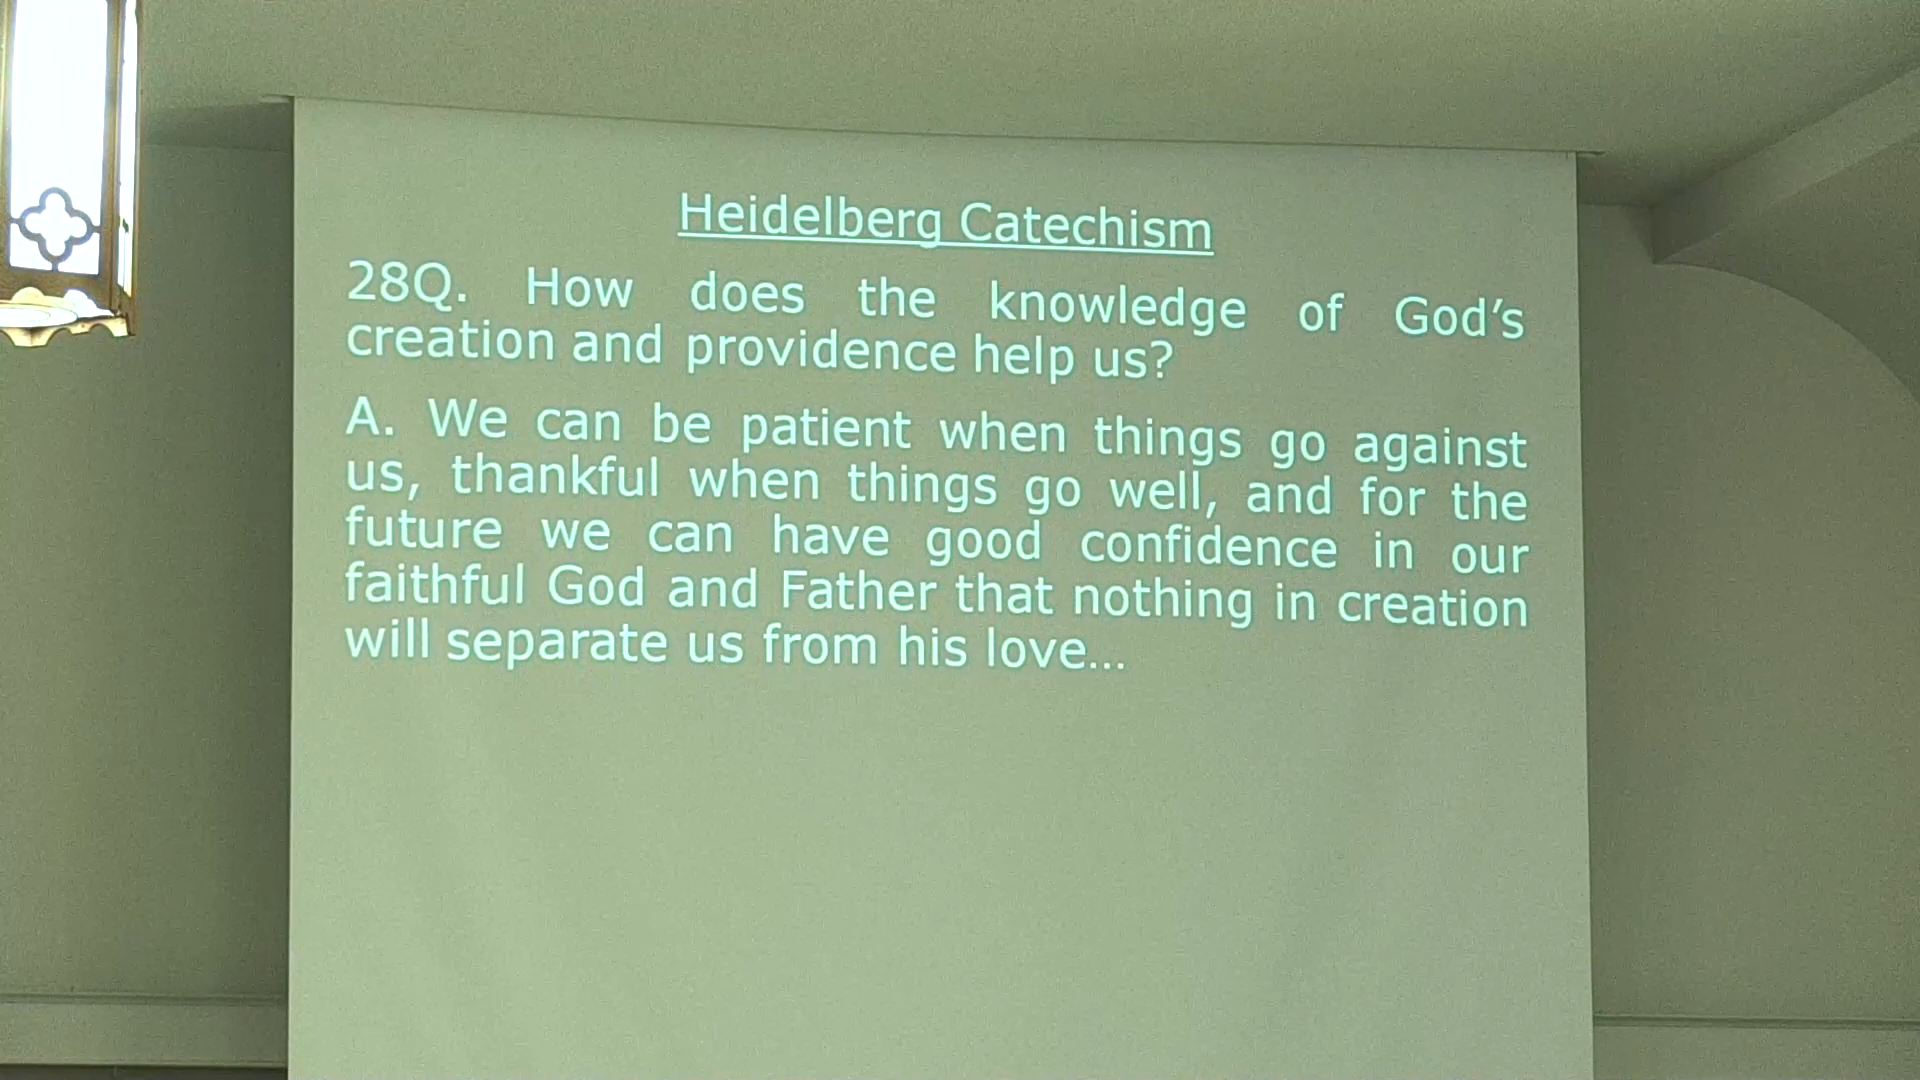 Heidelberg Catechism
28Q. How does the knowledge of God's
creation and providence help us?
A. We can be patient when things go against
us, thankful when things go well, and for the
future we can have good confidence in our
faithful God and Father that nothing in creation
will separate us from his love...